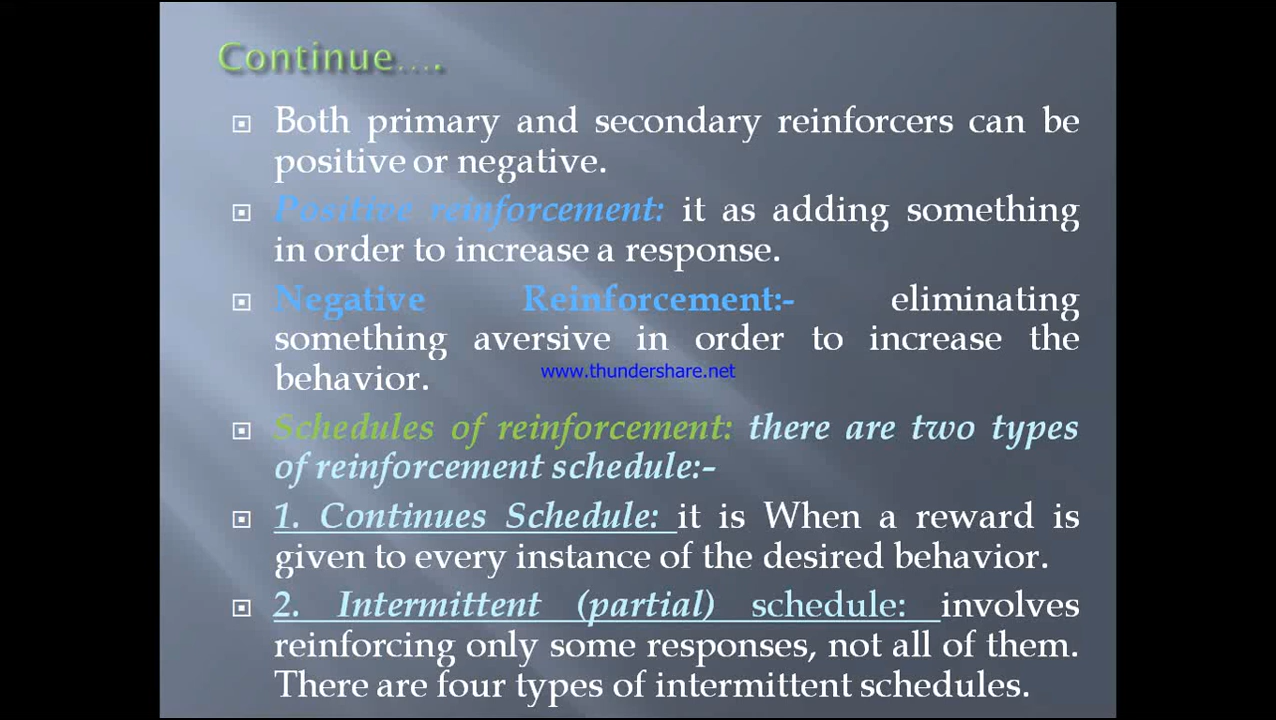 Continue….
Both primary and secondary reinforcers can be
positive or negative.
Positive reinforcement: it as adding something
in order to increase a response.
Negative Reinforcement:- eliminating
something aversive in order to increase the
behavior.
www.thundershare.net
Schedules of reinforcement: there are two types
of reinforcement schedule:-
1. Continues Schedule: it is When a reward is
given to every instance of the desired behavior.
2. Intermittent (partial) schedule: involves
reinforcing only some responses, not all of them.
There are four types of intermittent schedules.